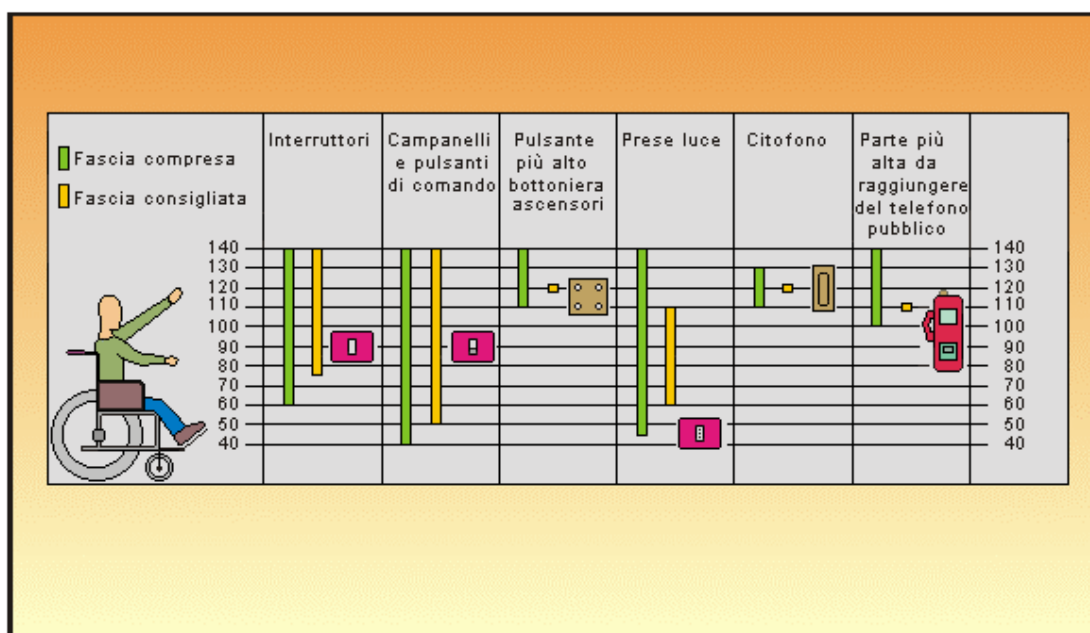 Fascia compresa
Fascia consigliata
Interruttori
Campanelli
e pulsanti
di comando
Pulsante
più alto
bottoniera
ascensori
Prese luce
Citofono
Parte più
alta da
raggiungere
del telefono
pubblico
140
130
120
110
100
90
80
70
60
50
40
140
130
120
110
100
90
80
70
60
50
40